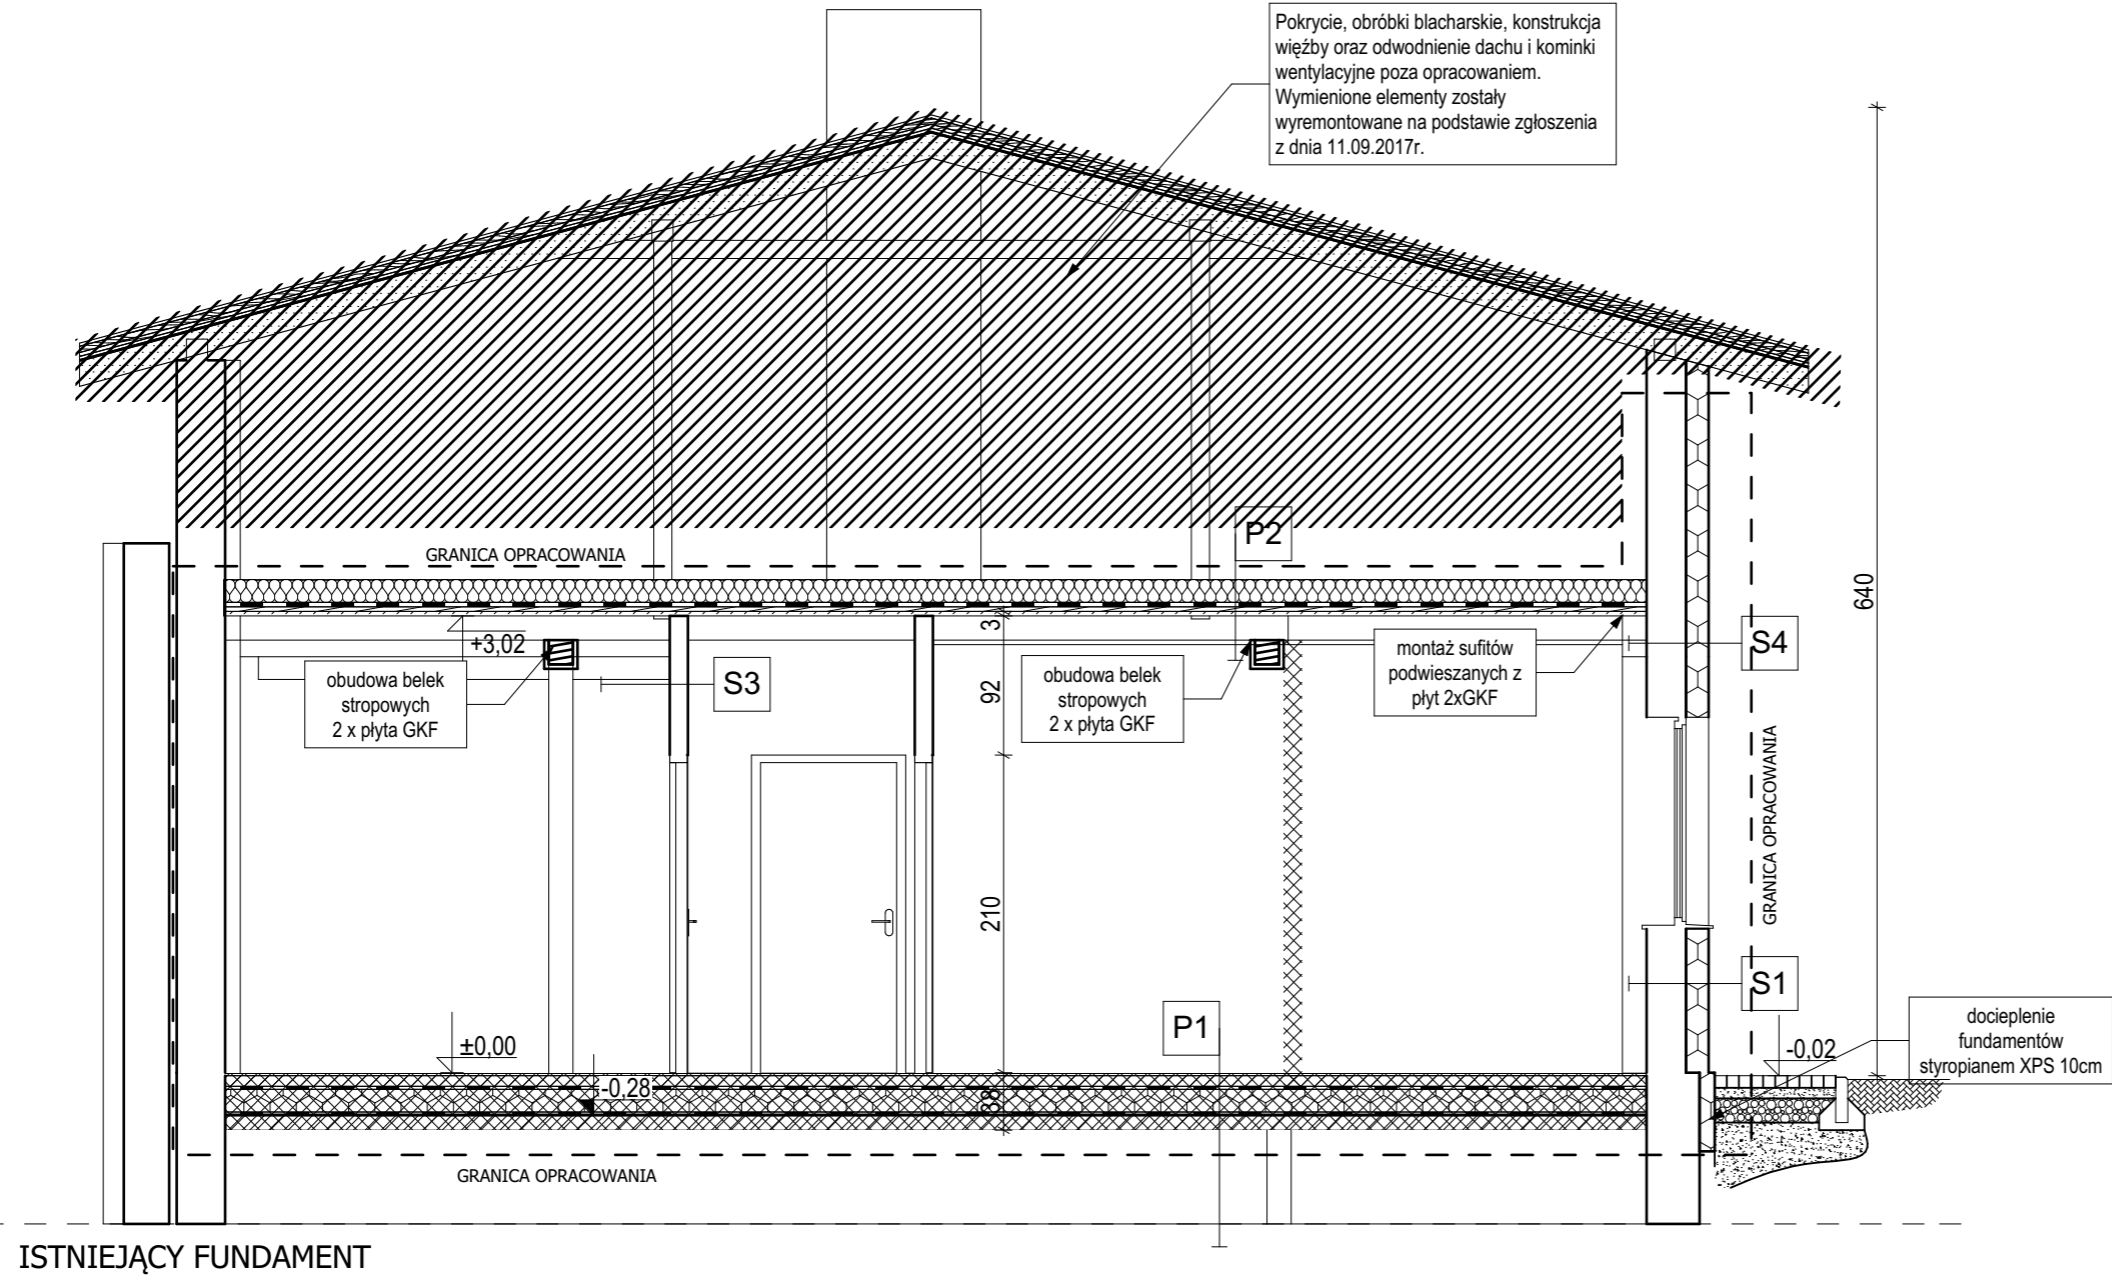 Pokrycie, obróbki blacharskie, konstrukcja
więźby oraz odwodnienie dachu i kominki
wentylacyjne poza opracowaniem.
Wymienione elementy zostały
wyremontowane na podstawie zgłoszenia
z dnia 11.09.2017r.
P2
GRANICA OPRACOWANIA
640
3
+3,02
S4
montaż sufitów
podwieszanych z
płyt 2xGKF
obudowa belek
stropowych
2 x płyta GKF
S3
92
obudowa belek
stropowych
2 x płyta GKF
GRANICA OPRACOWANIA
210
S1
P1
±0,00
-0,02
docieplenie
fundamentów
styropianem XPS 10cm
-0,28
38
GRANICA OPRACOWANIA
ISTNIEJĄCY FUNDAMENT